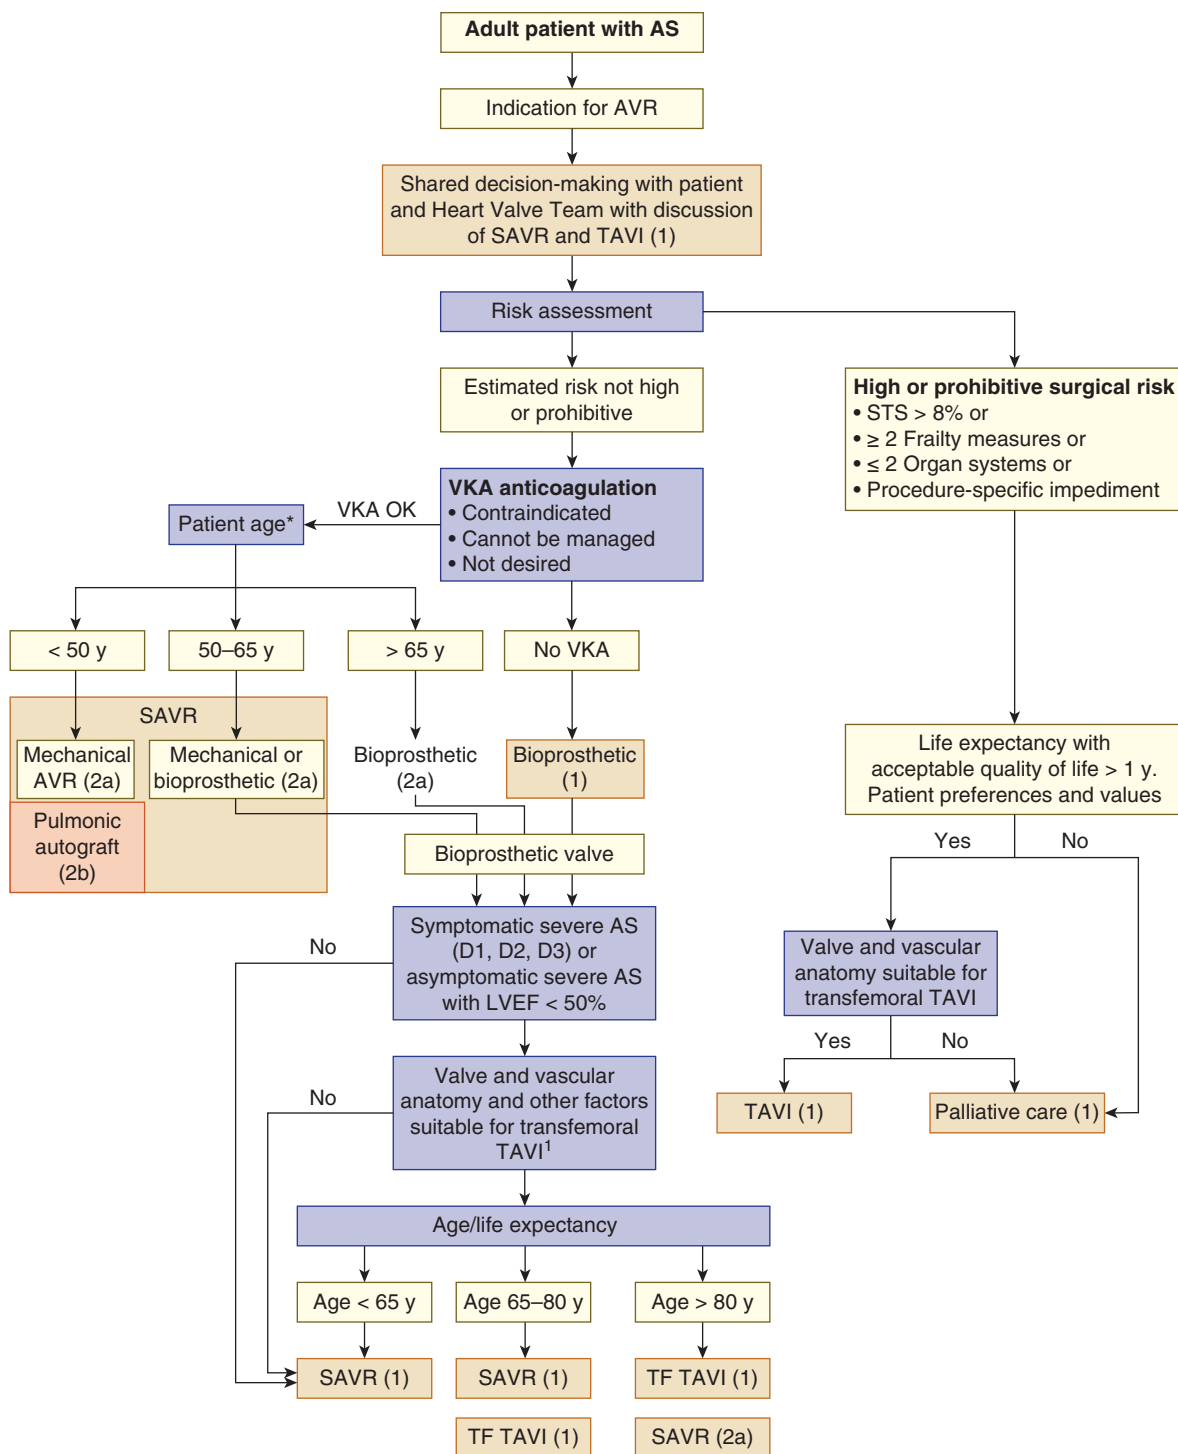 Adult patient with AS
Indication for AVR
Shared decision-making with patient
and Heart Valve Team with discussion
of SAVR and TAVI (1)
Risk assessment
Estimated risk not high
or prohibitive
High or prohibitive surgical risk
• STS > 8% or
• ≥ 2 Frailty measures or
• ≤ 2 Organ systems or
• Procedure-specific impediment
VKA anticoagulation
• Contraindicated
• Cannot be managed
• Not desired
VKA OK
Patient age*
< 50 y
50–65 y
> 65 y
No VKA
SAVR
Mechanical
AVR (2a)
Mechanical or
bioprosthetic (2a)
Bioprosthetic
(2a)
Bioprosthetic
(1)
Pulmonic
autograft
(2b)
Bioprosthetic valve
Life expectancy with
acceptable quality of life > 1 y.
Patient preferences and values
Yes
No
Symptomatic severe AS
(D1, D2, D3) or
asymptomatic severe AS
with LVEF < 50%
No
Valve and vascular
anatomy suitable for
transfemoral TAVI
Yes
No
TAVI (1)
Palliative care (1)
Valve and vascular
anatomy and other factors
suitable for transfemoral
TAVI1
No
Age/life expectancy
Age < 65 y
Age 65–80 y
Age > 80 y
SAVR (1)
SAVR (1)
TF TAVI (1)
TF TAVI (1)
SAVR (2a)